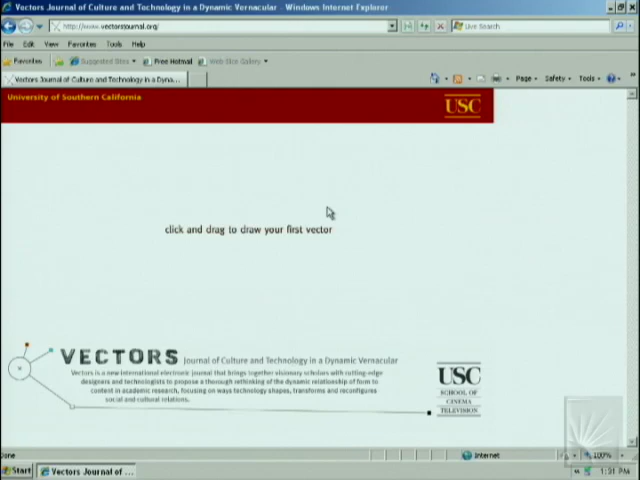 Vectors Journal of Culture and Technology in a Dynamic Vernacular - Windows Internet Explorer
http://www.vectorsjournal.org/
Live Search
File Edit View Favorites Tools Help
Favorites Suggested Sites Free Hotmail Web Slice Gallery
Vectors Journal of Culture and Technology in a Dyna...
Page Safety Tools
University of Southern California
USC
click and drag to draw your first vector
VECTORS Journal of Culture and Technology in a Dynamic Vernacular
Vectors is a new international electronic journal that brings together visionary scholars with cutting-edge
designers and technologists to propose a thorough rethinking of the dynamic relationship of form to
content in academic research, focusing on ways technology shapes, transforms and reconfigures
social and cultural relations.
USC
SCHOOL OF
CINEMA
TELEVISION
Done
Internet
100%
Start
Vectors Journal of ...
1:31 PM